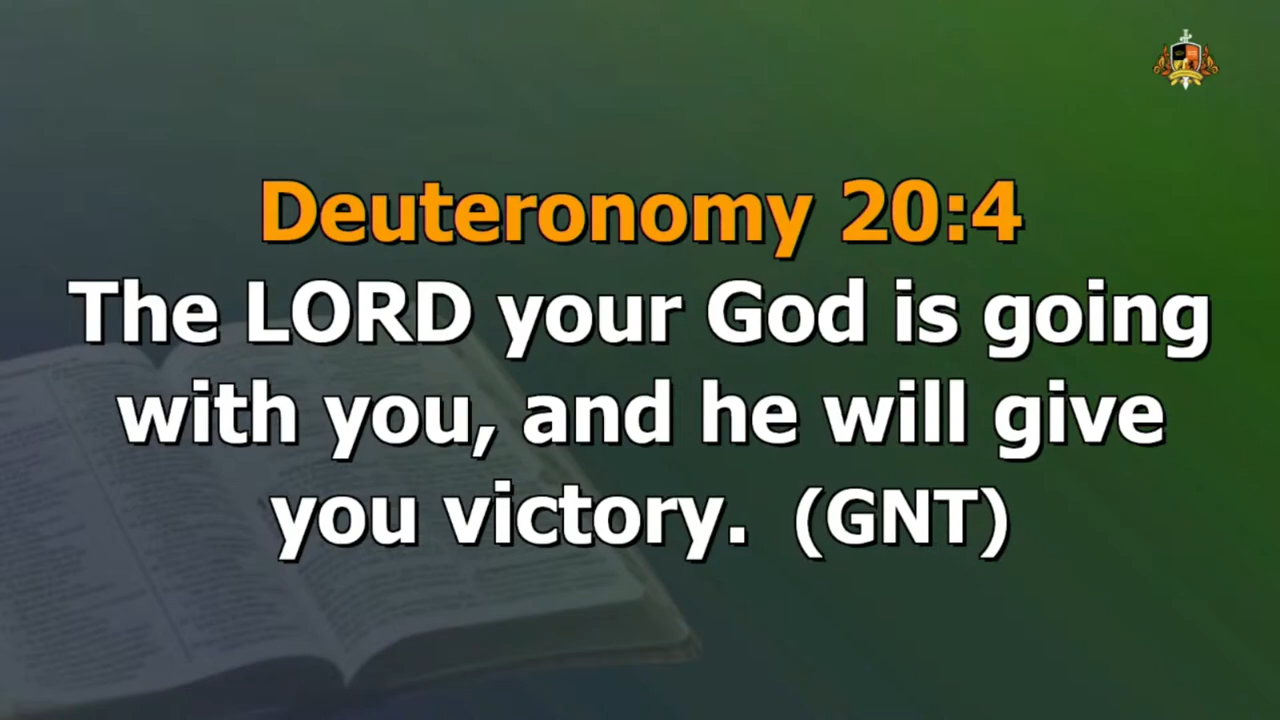 Deuteronomy 20:4
The LORD your God is going
with you, and he will give
you victory. (GNT)